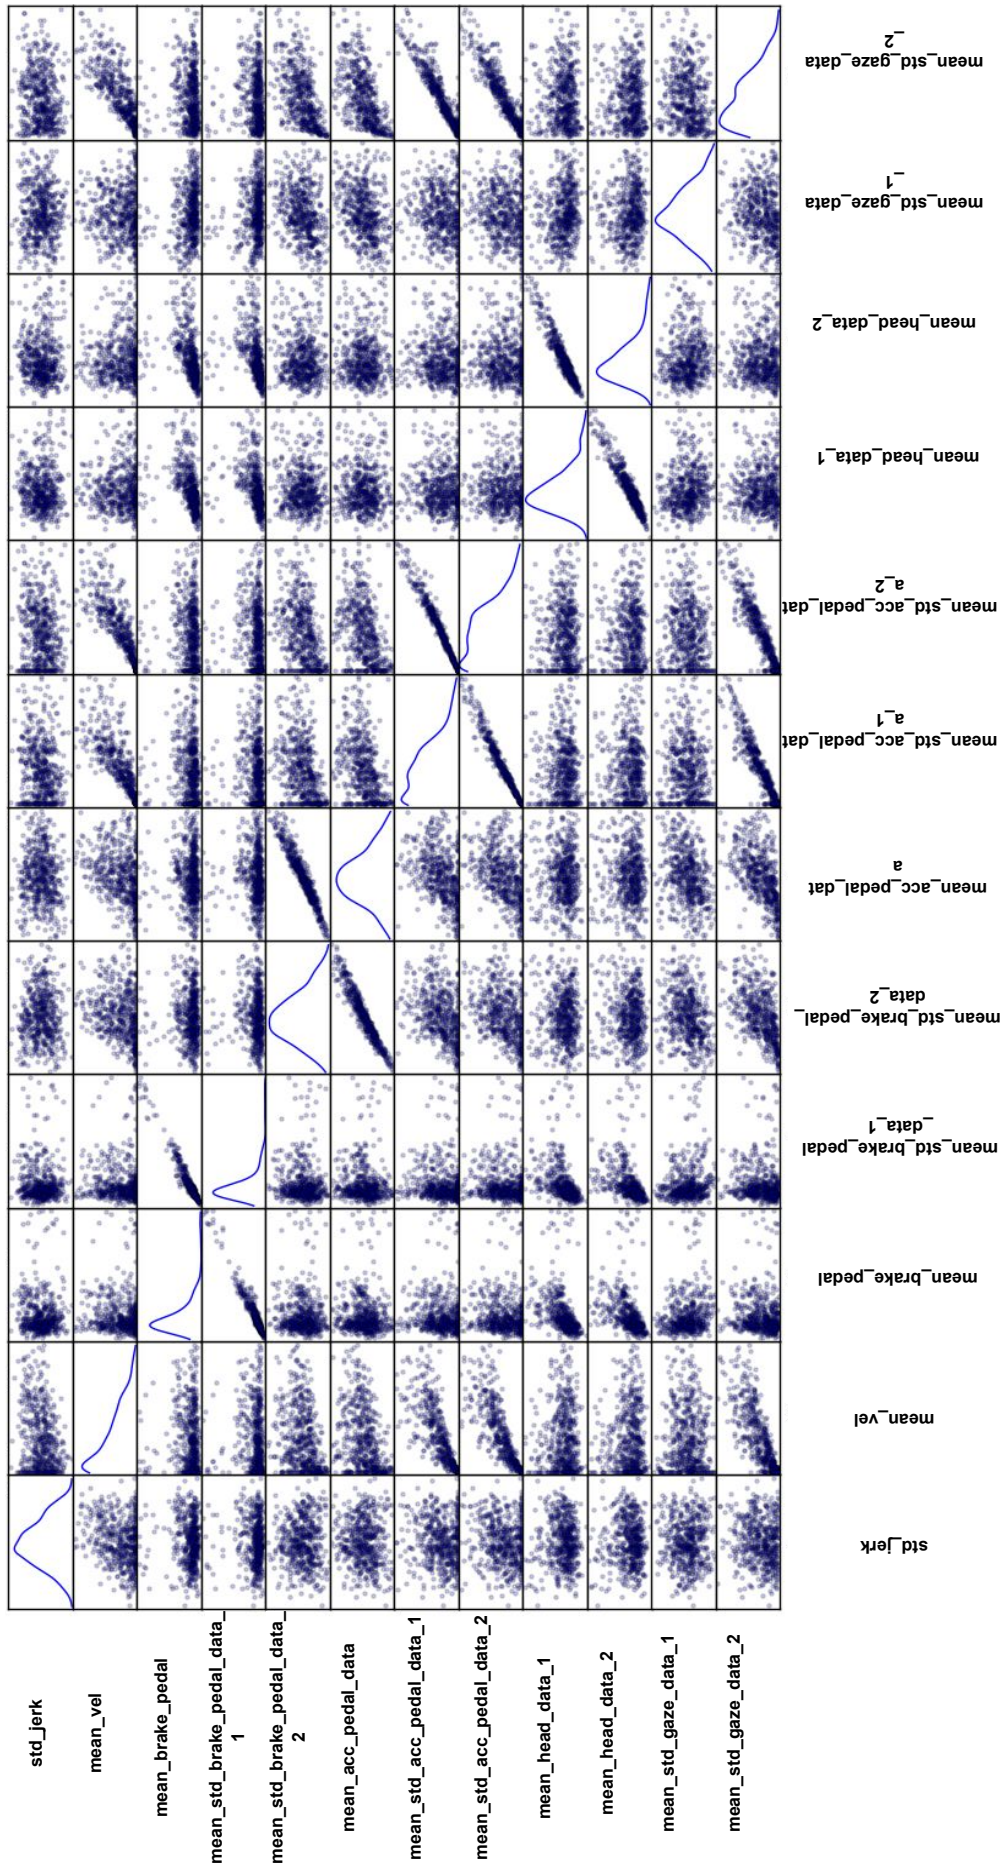 mean_std_gaze_data
_2
mean_std_gaze_data
_1
mean_head_data_2
mean_head_data_1
mean_std_acc_pedal_dat
a_2
mean_std_acc_pedal_dat
a_1
mean_acc_pedal_dat
a
mean_std_brake_pedal_
data_2
mean_std_brake_pedal
_data_1
mean_brake_pedal
mean_vel
std_jerk
std_jerk
mean_vel
mean_brake_pedal
mean_std_brake_pedal_data_
1
mean_std_brake_pedal_data_
2
mean_acc_pedal_data
mean_std_acc_pedal_data_1
mean_std_acc_pedal_data_2
mean_head_data_1
mean_head_data_2
mean_std_gaze_data_1
mean_std_gaze_data_2